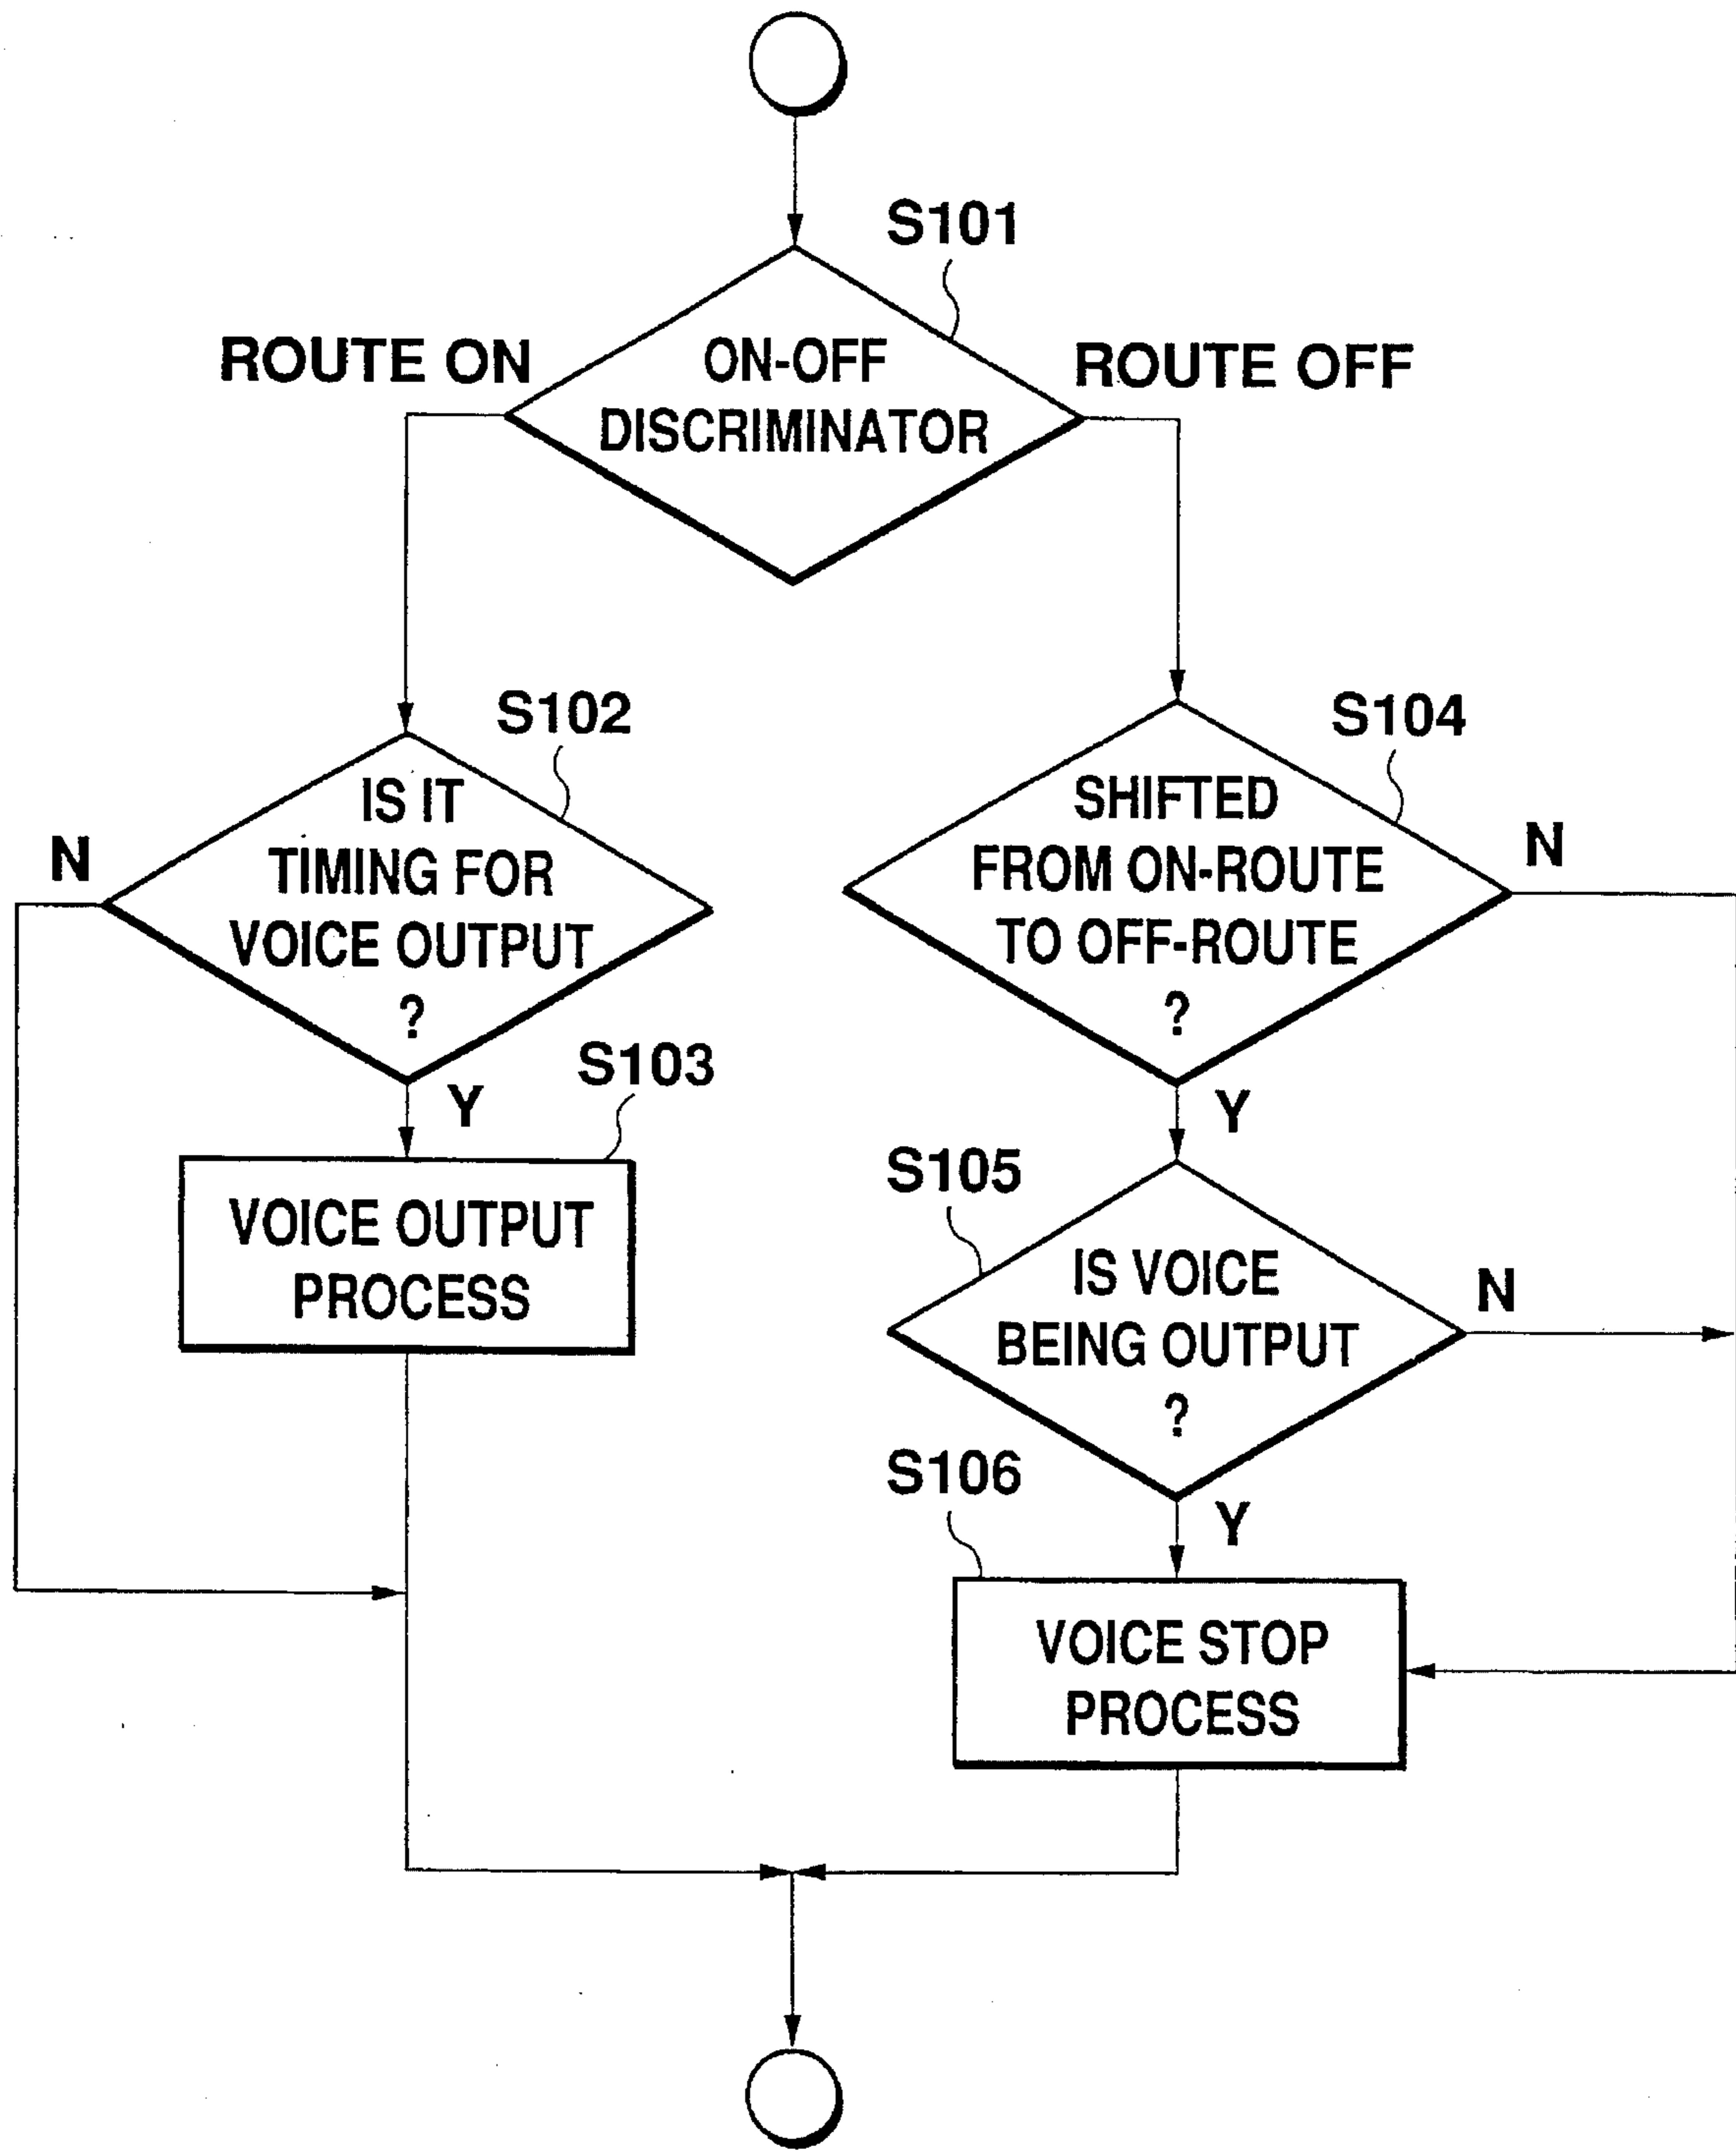 S101
ROUTE ON
ON-OFF
DISCRIMINATOR
ROUTE OFF
S102
IS IT
TIMING FOR
VOICE OUTPUT
?
N
Y
S103
VOICE OUTPUT
PROCESS
S104
SHIFTED
FROM ON-ROUTE
TO OFF-ROUTE
?
N
Y
S105
IS VOICE
BEING OUTPUT
?
N
Y
S106
VOICE STOP
PROCESS